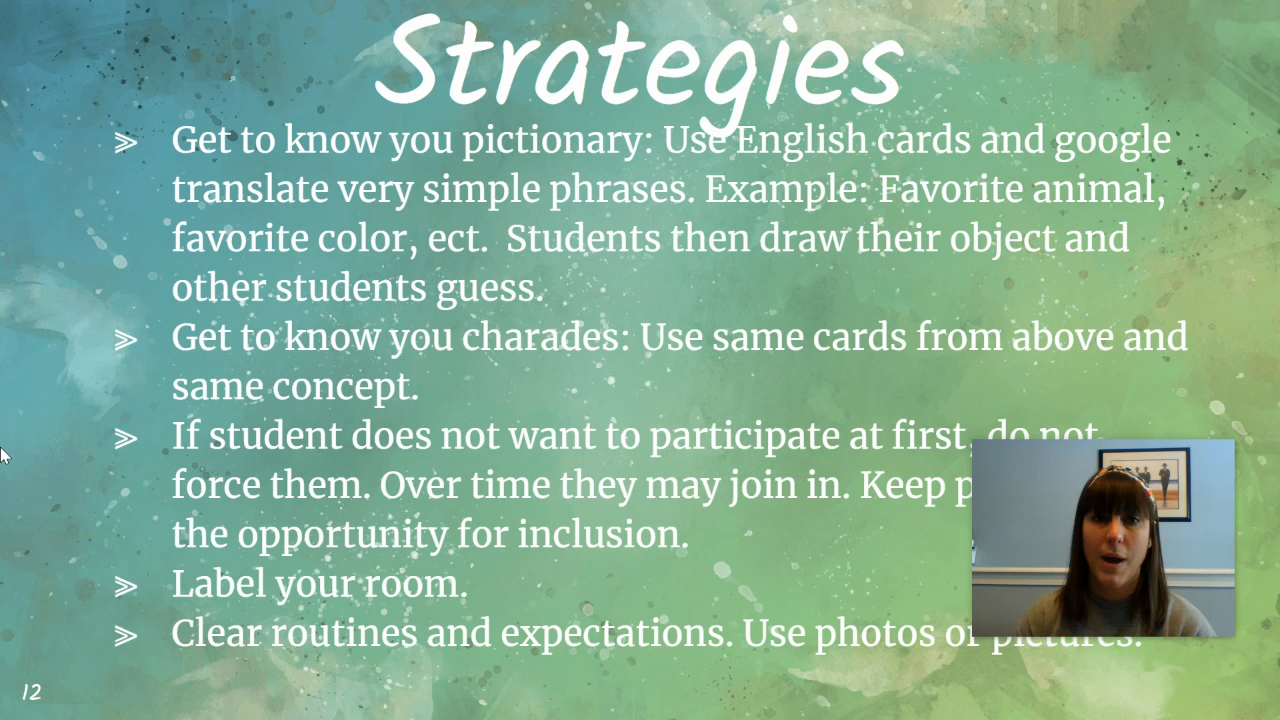 Strategies
⪢ Get to know you pictionary: Use English cards and google
translate very simple phrases. Example: Favorite animal,
favorite color, ect.  Students then draw their object and
other students guess.
⪢ Get to know you charades: Use same cards from above and
same concept.
⪢ If student does not want to participate at first, do not
force them. Over time they may join in. Keep
the opportunity for inclusion.
⪢ Label your room.
⪢ Clear routines and expectations. Use photos or pictures.
12